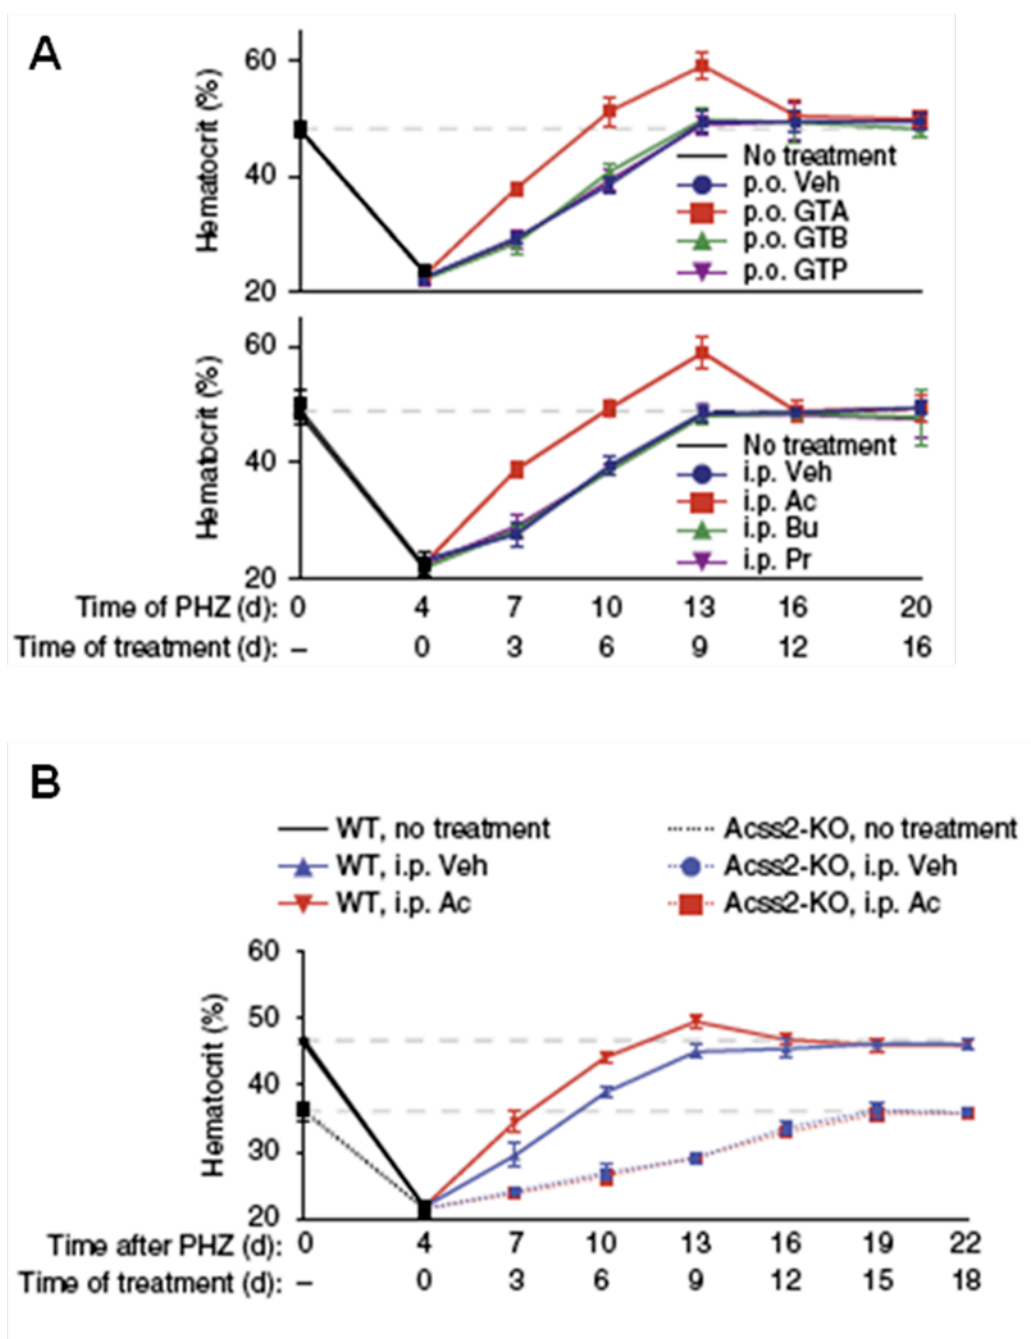 A
Hematocrit (%)
60
40
20
No treatment
p.o. Veh
p.o. GTA
p.o. GTB
p.o. GTP
Hematocrit (%)
60
40
20
No treatment
i.p. Veh
i.p. Ac
i.p. Bu
i.p. Pr
Time of PHZ (d): 0 4 7 10 13 16 20
Time of treatment (d): – 0 3 6 9 12 16
B
WT, no treatment
WT, i.p. Veh
WT, i.p. Ac
Acss2-KO, no treatment
Acss2-KO, i.p. Veh
Acss2-KO, i.p. Ac
Hematocrit (%)
60
50
40
30
20
Time after PHZ (d): 0 4 7 10 13 16 19 22
Time of treatment (d): – 0 3 6 9 12 15 18